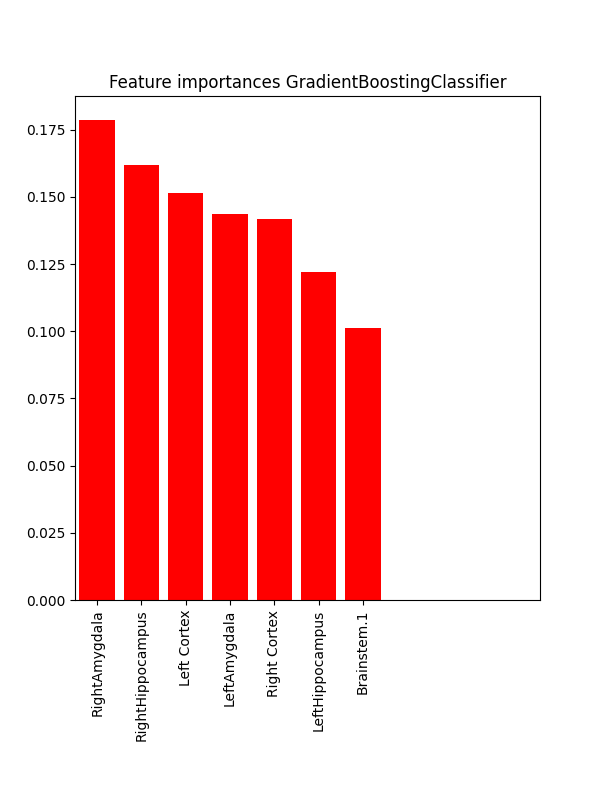 Feature importances GradientBoostingClassifier
0.175
0.150
0.125
0.100
0.075
0.050
0.025
0.000
RightAmygdala
RightHippocampus
Left Cortex
LeftAmygdala
Right Cortex
LeftHippocampus
Brainstem.1